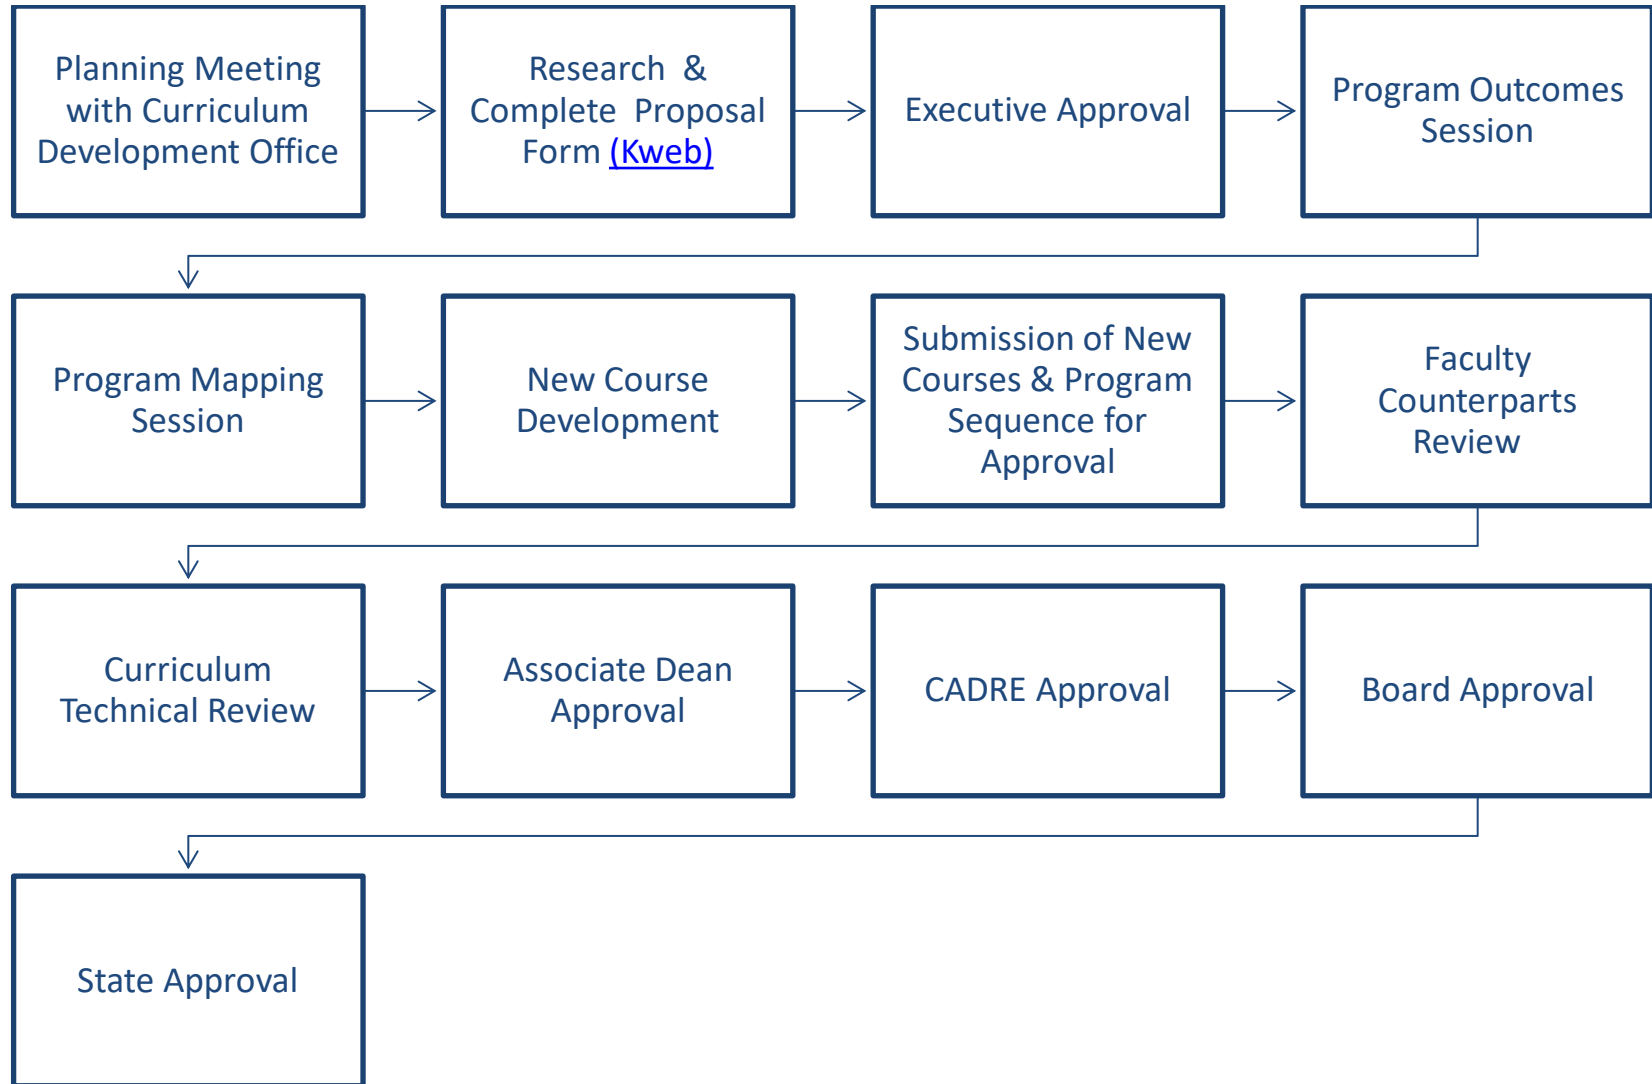 Planning Meeting
with Curriculum
Development Office
Research & 
Complete Proposal
Form (Kweb)
Executive Approval
Program Outcomes
Session
Program Mapping
Session
New Course
Development
Submission of New
Courses & Program
Sequence for
Approval
Faculty
Counterparts
Review
Curriculum
Technical Review
Associate Dean
Approval
CADRE Approval
Board Approval
State Approval